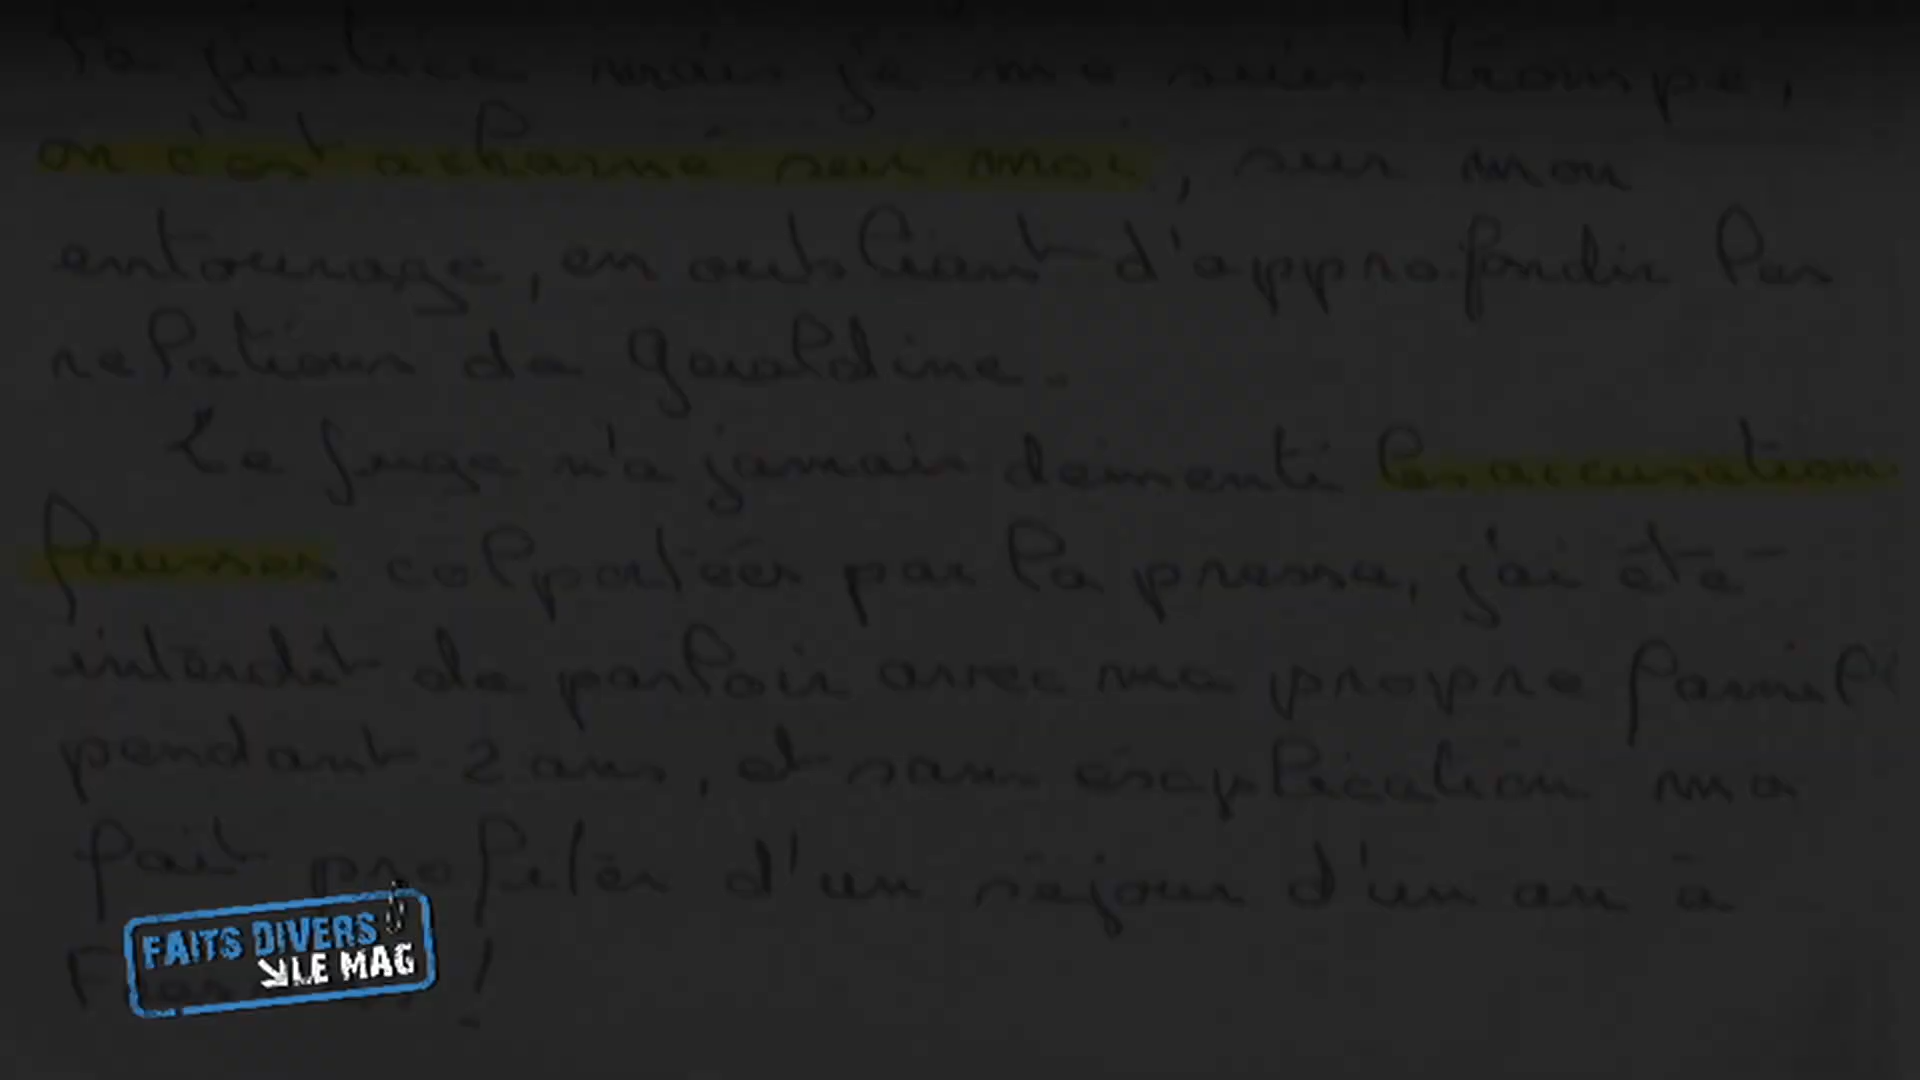 la justice mais je me suis trompé,
on c'est acharné sur moi, sur mon
entourage, en oubliant d'approfondir les
relations de Géraldine.
Le juge n'a jamais démenti les accusation
fausses colportées par la presse, j'ai été
interdit de parloir avec ma propre famil
pendant 2 ans, et sans explication ma
fait profiter d'un séjour d'un an à
!
FAITS DIVERS
LE MAG